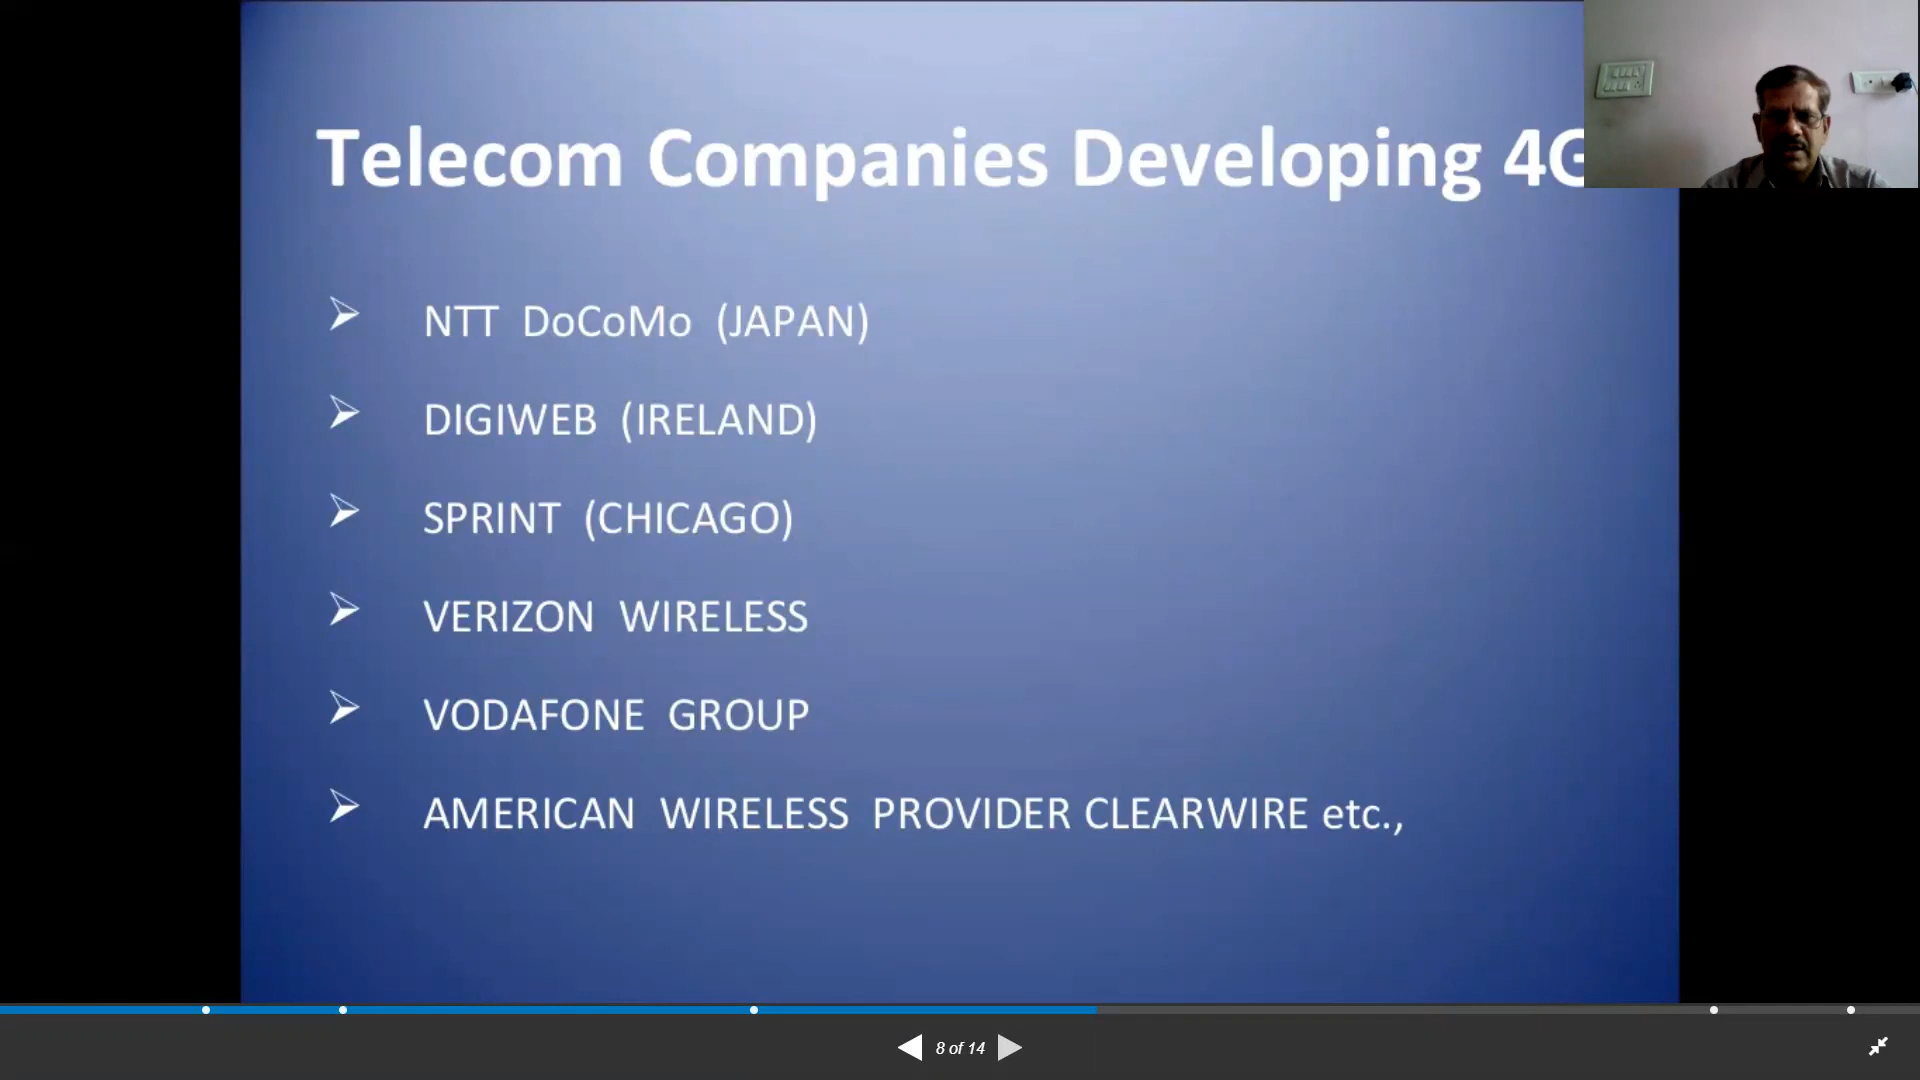 Telecom Companies Developing 4G
NTT DoCoMo (JAPAN)
DIGIWEB (IRELAND)
SPRINT (CHICAGO)
VERIZON WIRELESS
VODAFONE GROUP
AMERICAN WIRELESS PROVIDER CLEARWIRE etc.,
8 of 14